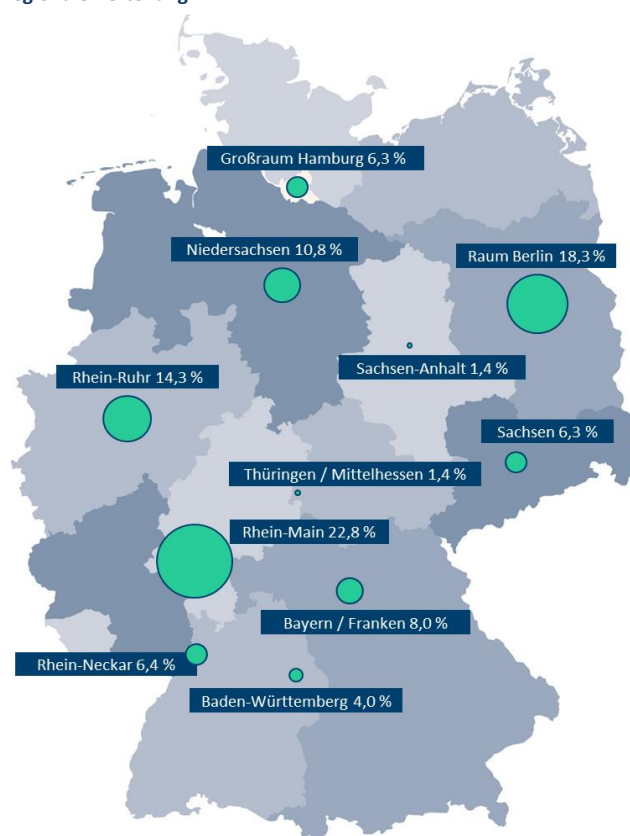 Großraum Hamburg 6,3 %
Niedersachsen 10,8 %
Raum Berlin 18,3 %
Sachsen-Anhalt 1,4 %
Rhein-Ruhr 14,3 %
Sachsen 6,3 %
Thüringen / Mittelhessen 1,4 %
Rhein-Main 22,8 %
Bayern / Franken 8,0 %
Rhein-Neckar 6,4 %
Baden-Württemberg 4,0 %